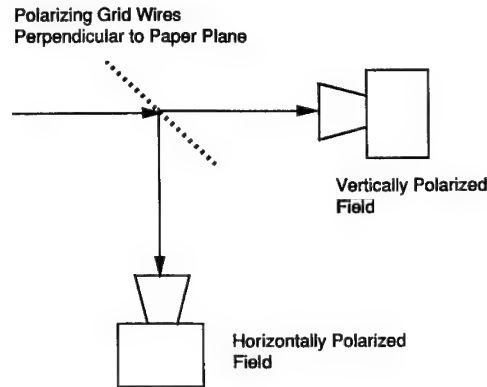 Polarizing Grid Wires
Perpendicular to Paper Plane
Vertically Polarized
Field
Horizontally Polarized
Field